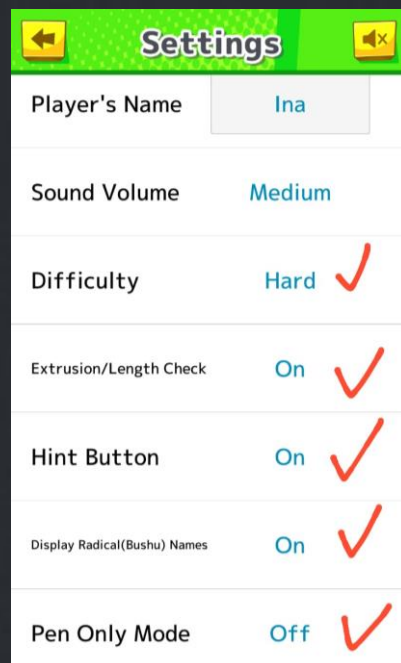 Settings
Player's Name Ina
Sound Volume Medium
Difficulty Hard
Extrusion/Length Check On
Hint Button On
Display Radical(Bushu) Names On
Pen Only Mode Off